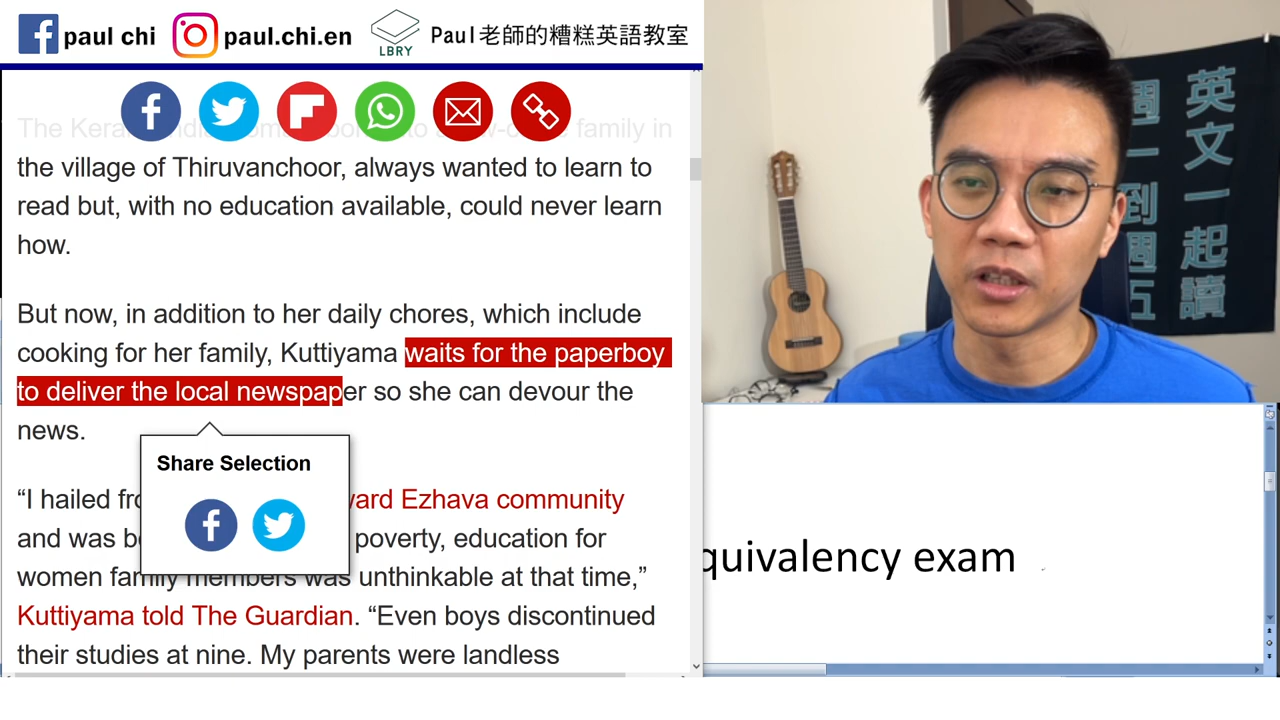 paul chi
paul.chi.en
LBRY
Paul老師的糟糕英語教室
family in
the village of Thiruvanchoor, always wanted to learn to
read but, with no education available, could never learn
how.
But now, in addition to her daily chores, which include
cooking for her family, Kuttiyama waits for the paperboy
to deliver the local newspaper so she can devour the
news.
Share Selection
“I hailed Ezhava community
and was poverty, education for
women family members was unthinkable at that time,”
Kuttiyama told The Guardian. “Even boys discontinued
their studies at nine. My parents were landless
英文一起讀
週一到週五
quivalency exam